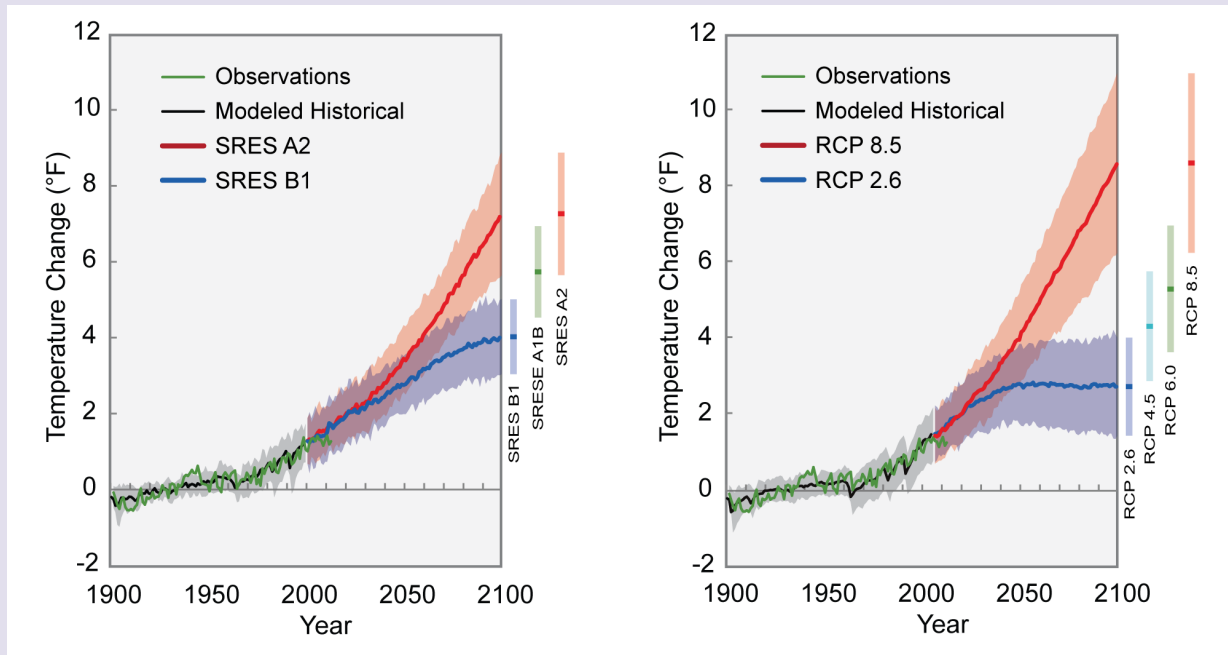 12
10
8
6
4
2
0
-2
Temperature Change (°F)
Observations
Modeled Historical
SRES A2
SRES B1
1900
1950
2000
2050
2100
Year
SRES B1
SRESE A1B
SRES A2
12
10
8
6
4
2
0
-2
Temperature Change (°F)
Observations
Modeled Historical
RCP 8.5
RCP 2.6
1900
1950
2000
2050
2100
Year
RCP 2.6
RCP 4.5
RCP 6.0
RCP 8.5